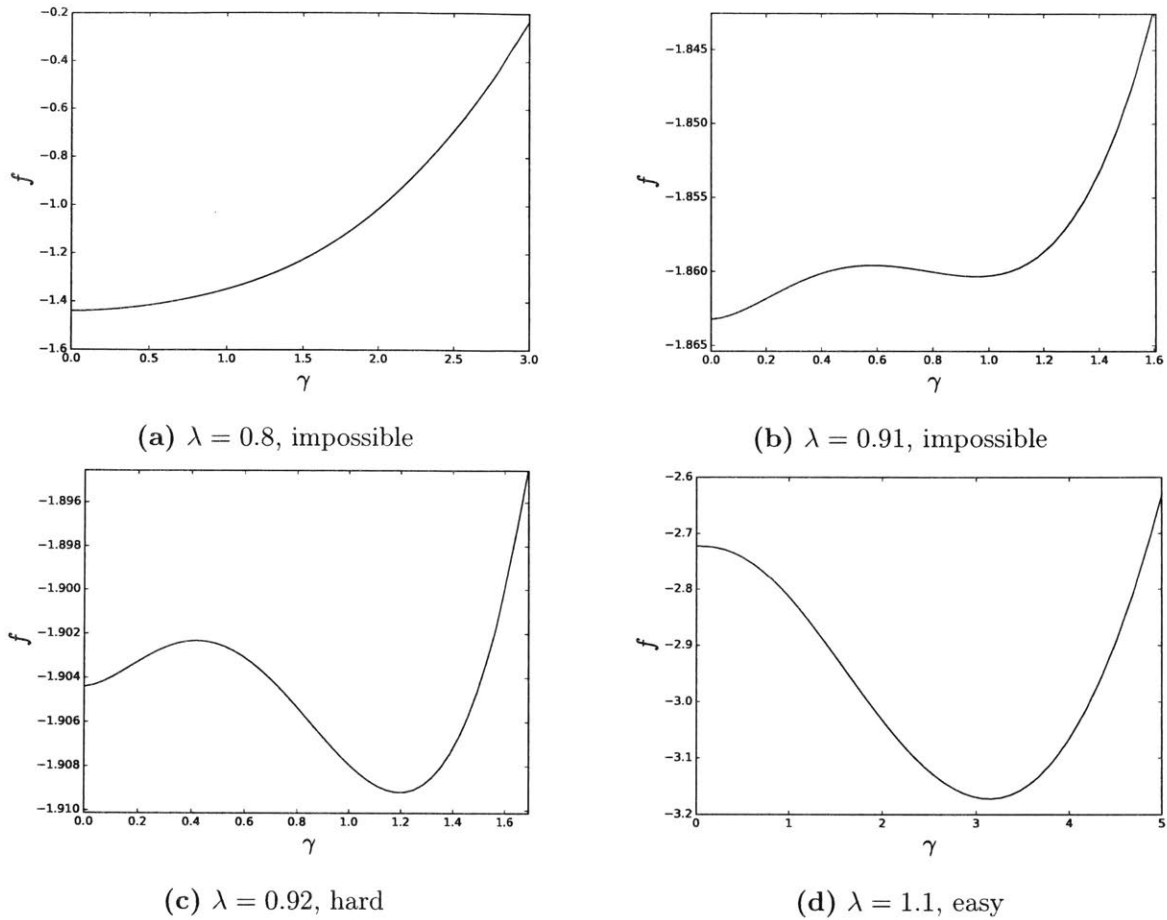 −0.2
−0.4
−0.6
−0.8
−1.0
−1.2
−1.4
−1.6
f
0.0 0.5 1.0 1.5 2.0 2.5 3.0
γ
(a) λ = 0.8, impossible
−1.845
−1.850
−1.855
−1.860
−1.865
f
0.0 0.2 0.4 0.6 0.8 1.0 1.2 1.4 1.6
γ
(b) λ = 0.91, impossible
−1.896
−1.898
−1.900
−1.902
−1.904
−1.906
−1.908
−1.910
f
0.0 0.2 0.4 0.6 0.8 1.0 1.2 1.4 1.6
γ
(c) λ = 0.92, hard
−2.6
−2.7
−2.8
−2.9
−3.0
−3.1
−3.2
f
0 1 2 3 4 5
γ
(d) λ = 1.1, easy